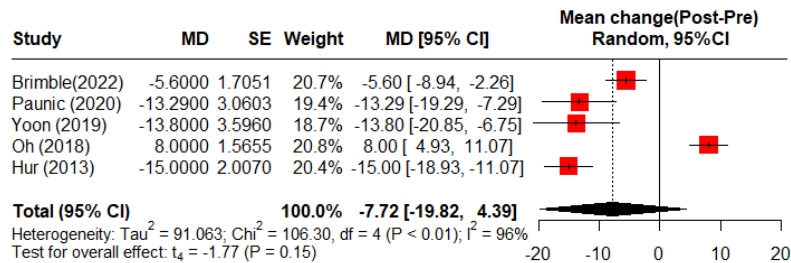 Mean change(Post-Pre)
Study MD SE Weight MD [95% CI] Random, 95%CI
Brimble(2022) -5.6000 1.7051 20.7% -5.60 [ -8.94, -2.26]
Paunic (2020) -13.2900 3.0603 19.4% -13.29 [-19.29, -7.29]
Yoon (2019) -13.8000 3.5960 18.7% -13.80 [-20.85, -6.75]
Oh (2018) 8.0000 1.5655 20.8% 8.00 [ 4.93, 11.07]
Hur (2013) -15.0000 2.0070 20.4% -15.00 [-18.93, -11.07]
Total (95% CI) 100.0% -7.72 [-19.82, 4.39]
Heterogeneity: Tau² = 91.063; Chi² = 106.30, df = 4 (P < 0.01); I² = 96%
Test for overall effect: t₄ = -1.77 (P = 0.15)
-20 -10 0 10 20